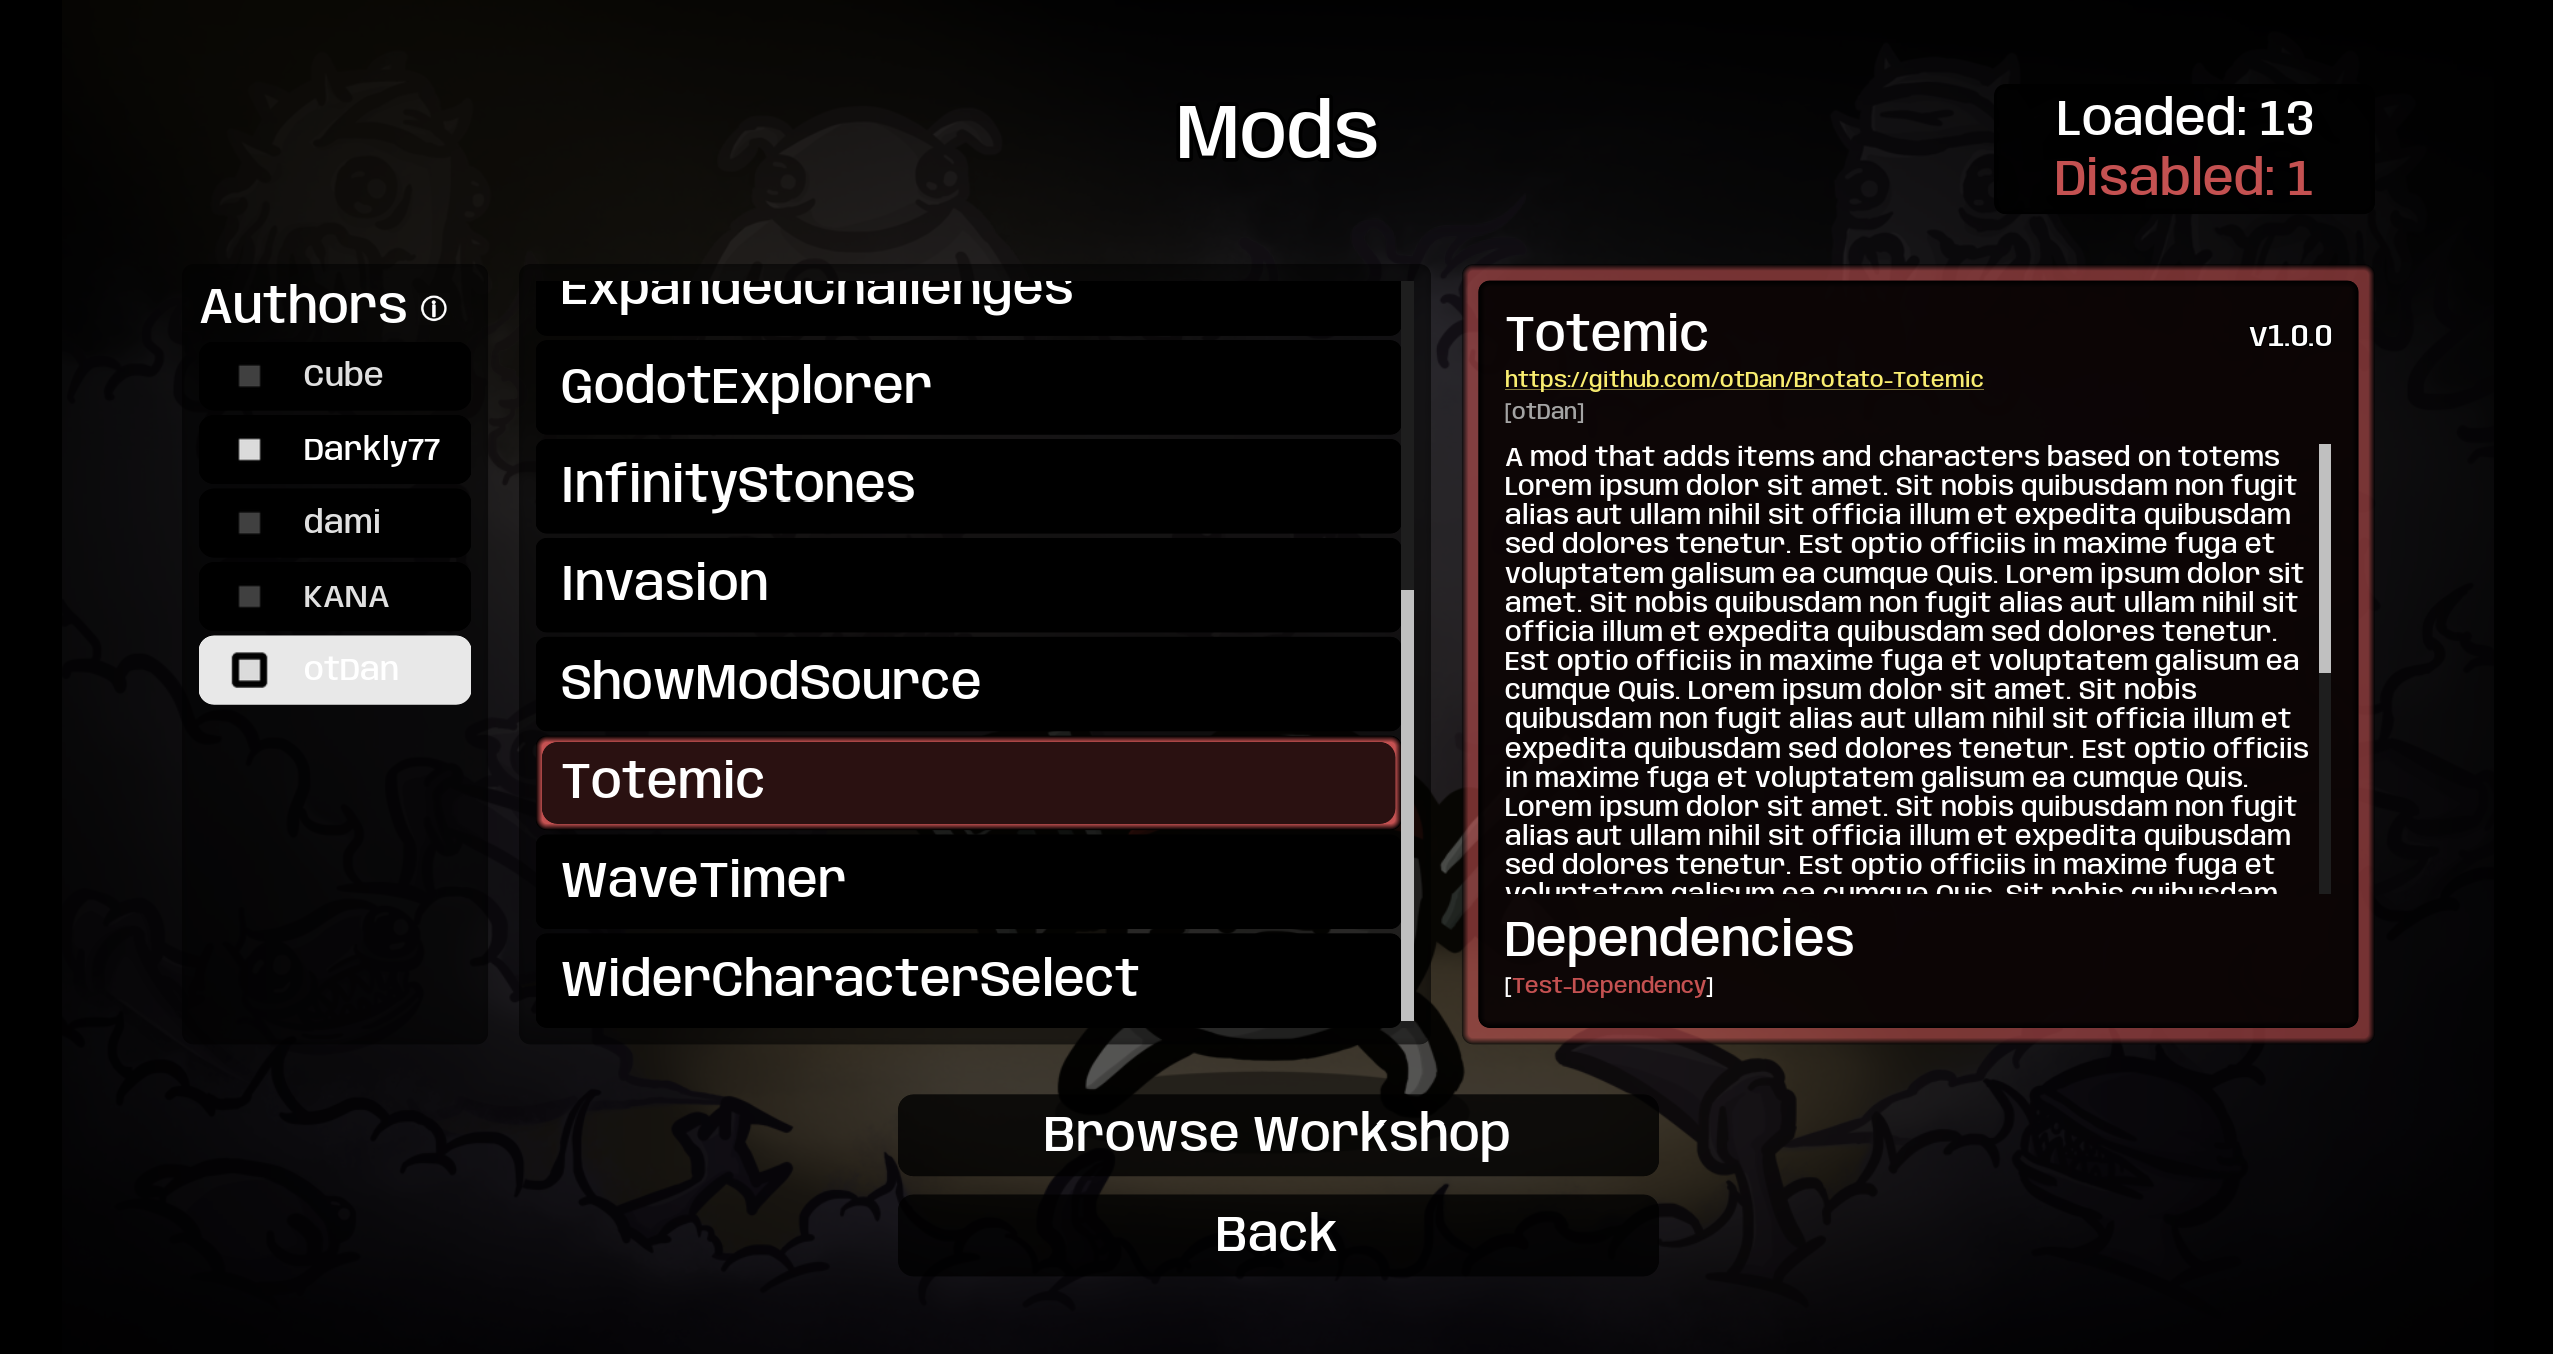 Mods
Loaded: 13
Disabled: 1
Authors
Cube
Darkly77
dami
KANA
otDan
ExpandedChallenges
GodotExplorer
InfinityStones
Invasion
ShowModSource
Totemic
WaveTimer
WiderCharacterSelect
Totemic
V1.0.0
https://github.com/otDan/Brotato-Totemic
[otDan]
A mod that adds items and characters based on totems
Lorem ipsum dolor sit amet. Sit nobis quibusdam non fugit
alias aut ullam nihil sit officia illum et expedita quibusdam
sed dolores tenetur. Est optio officiis in maxime fuga et
voluptatem galisum ea cumque Quis. Lorem ipsum dolor sit
amet. Sit nobis quibusdam non fugit alias aut ullam nihil sit
officia illum et expedita quibusdam sed dolores tenetur.
Est optio officiis in maxime fuga et voluptatem galisum ea
cumque Quis. Lorem ipsum dolor sit amet. Sit nobis
quibusdam non fugit alias aut ullam nihil sit officia illum et
expedita quibusdam sed dolores tenetur. Est optio officiis
in maxime fuga et voluptatem galisum ea cumque Quis.
Lorem ipsum dolor sit amet. Sit nobis quibusdam non fugit
alias aut ullam nihil sit officia illum et expedita quibusdam
sed dolores tenetur. Est optio officiis in maxime fuga et
voluptatem galisum ea cumque Quis. Sit nobis quibusdam
Dependencies
[Test-Dependency]
Browse Workshop
Back